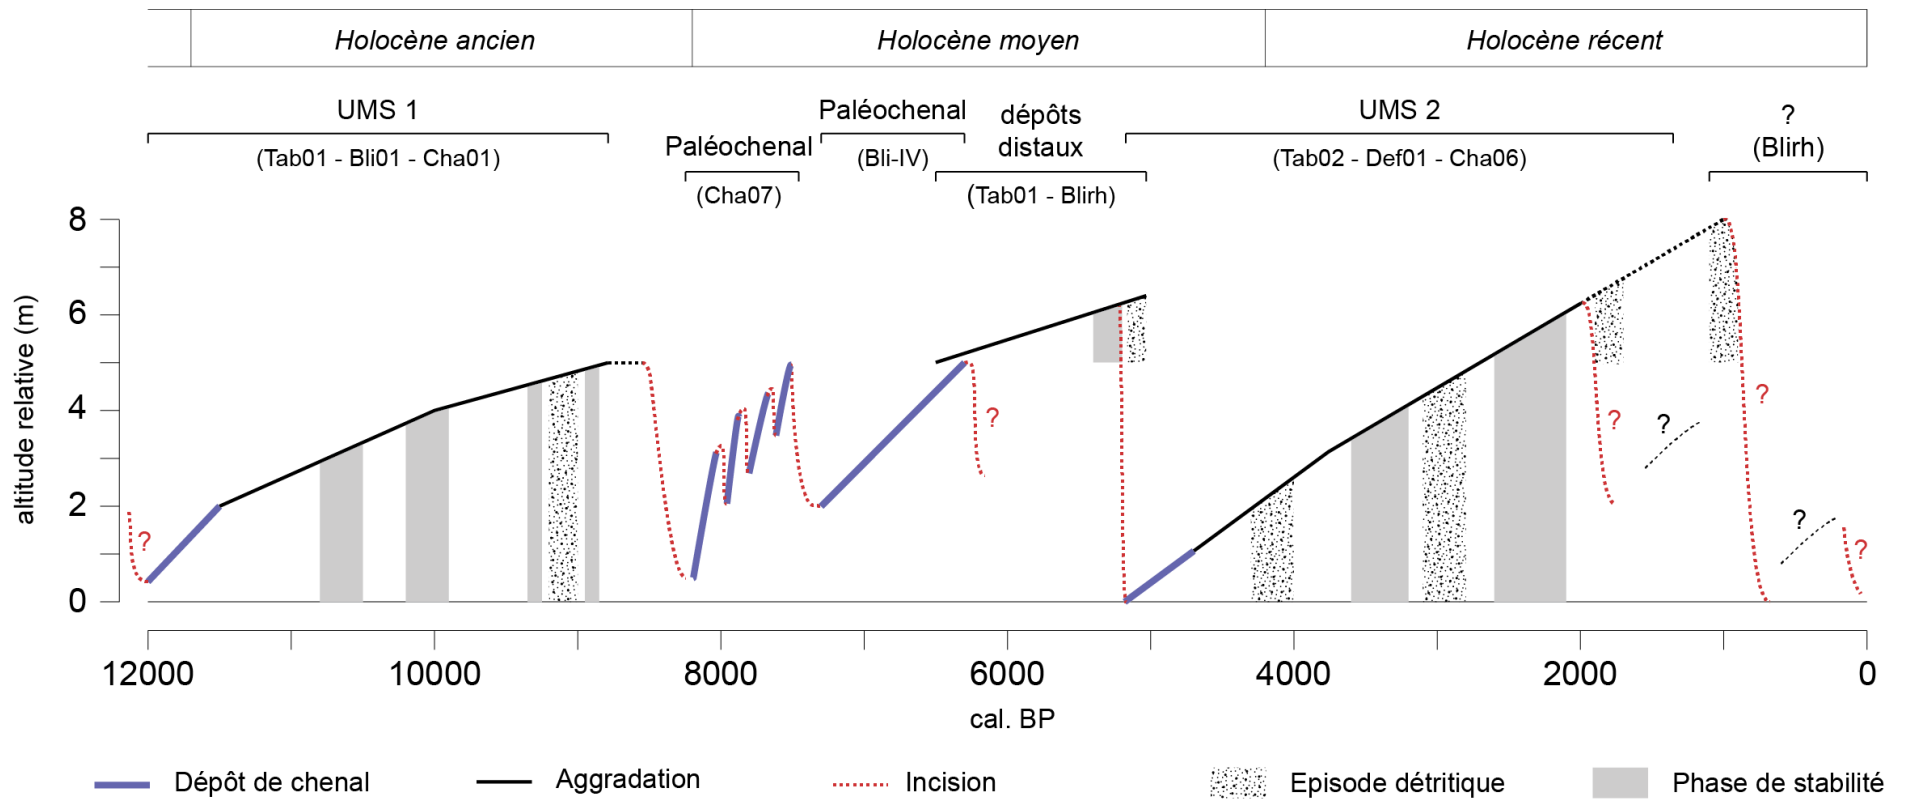 Holocène ancien
Holocène moyen
Holocène récent
UMS 1
(Tab01 - Bli01 - Cha01)
Paléochenal
(Cha07)
Paléochenal
(Bli-IV)
dépôts
distaux
(Tab01 - Blirh)
UMS 2
(Tab02 - Def01 - Cha06)
?
(Blirh)
altitude relative (m)
8
6
4
2
0
?
?
?
?
?
?
?
12000
10000
8000
6000
4000
2000
0
cal. BP
Dépôt de chenal
Aggradation
Incision
Episode détritique
Phase de stabilité